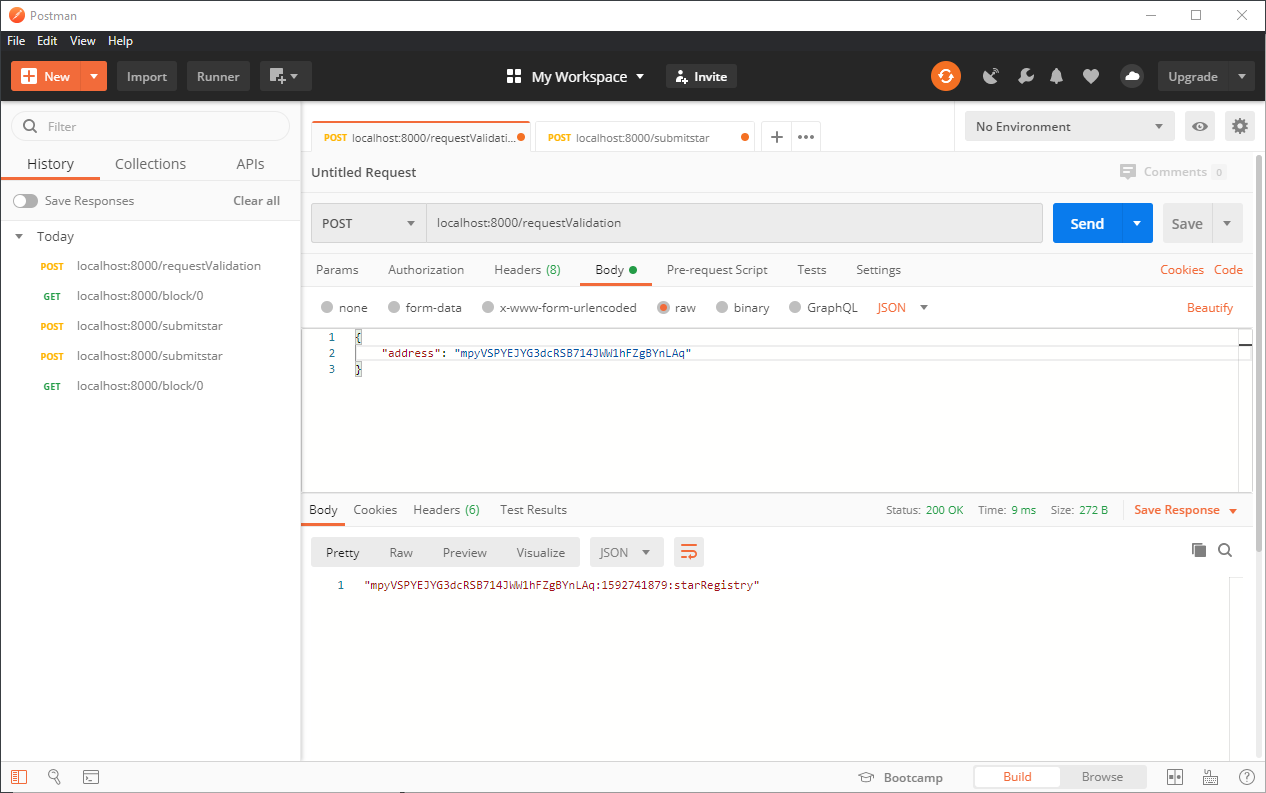 Postman
File Edit View Help
New Import Runner My Workspace Invite Upgrade
Filter
History Collections APIs
Save Responses Clear all
Today
POST localhost:8000/requestValidation
GET localhost:8000/block/0
POST localhost:8000/submitstar
POST localhost:8000/submitstar
GET localhost:8000/block/0
POST localhost:8000/requestValidati... POST localhost:8000/submitstar No Environment
Untitled Request Comments 0
POST localhost:8000/requestValidation Send Save
Params Authorization Headers (8) Body Pre-request Script Tests Settings Cookies Code
none form-data x-www-form-urlencoded raw binary GraphQL JSON Beautify
1 {
2 "address": "mpyVSPYEJYG3dcRSB714JWW1hFZgBYnLAq"
3 }
Body Cookies Headers (6) Test Results Status: 200 OK Time: 9 ms Size: 272 B Save Response
Pretty Raw Preview Visualize JSON
1 "mpyVSPYEJYG3dcRSB714JWW1hFZgBYnLAq:1592741879:starRegistry"
Bootcamp Build Browse